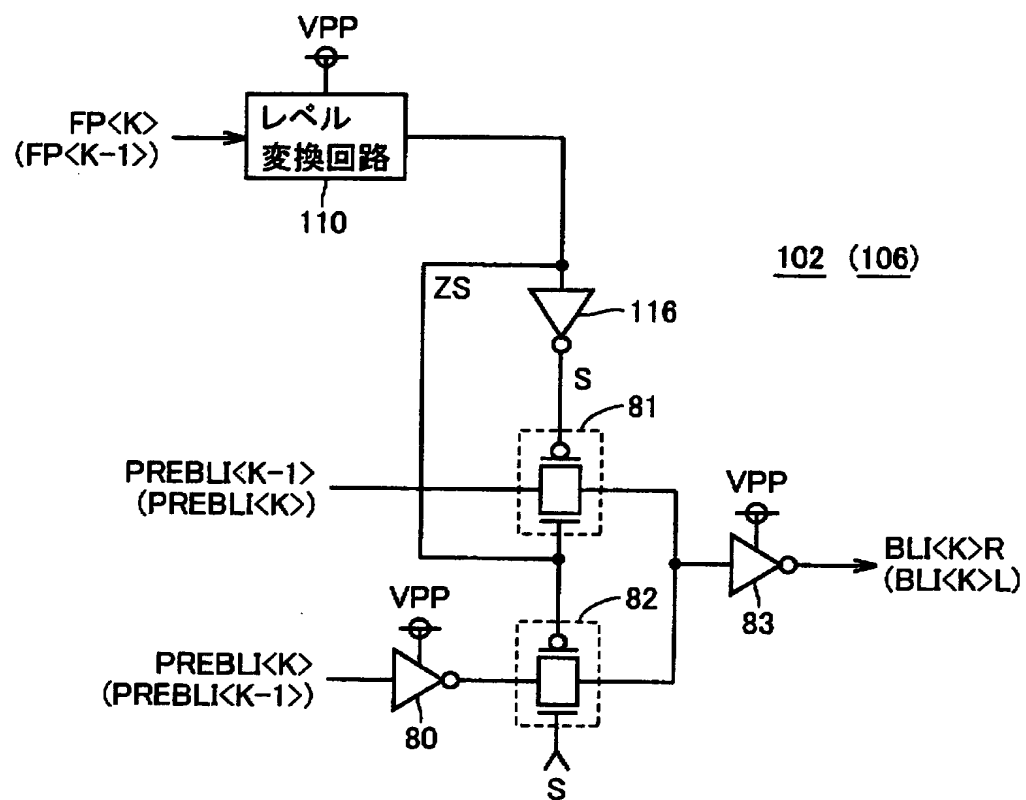 VPP
FP<K>
(FP<K-1>)
レベル
変換回路
110
102 (106)
ZS
116
S
81
PREBLI<K-1>
(PREBLI<K>)
VPP
BLI<K>R
(BLI<K>L)
83
VPP
82
PREBLI<K>
(PREBLI<K-1>)
80
S